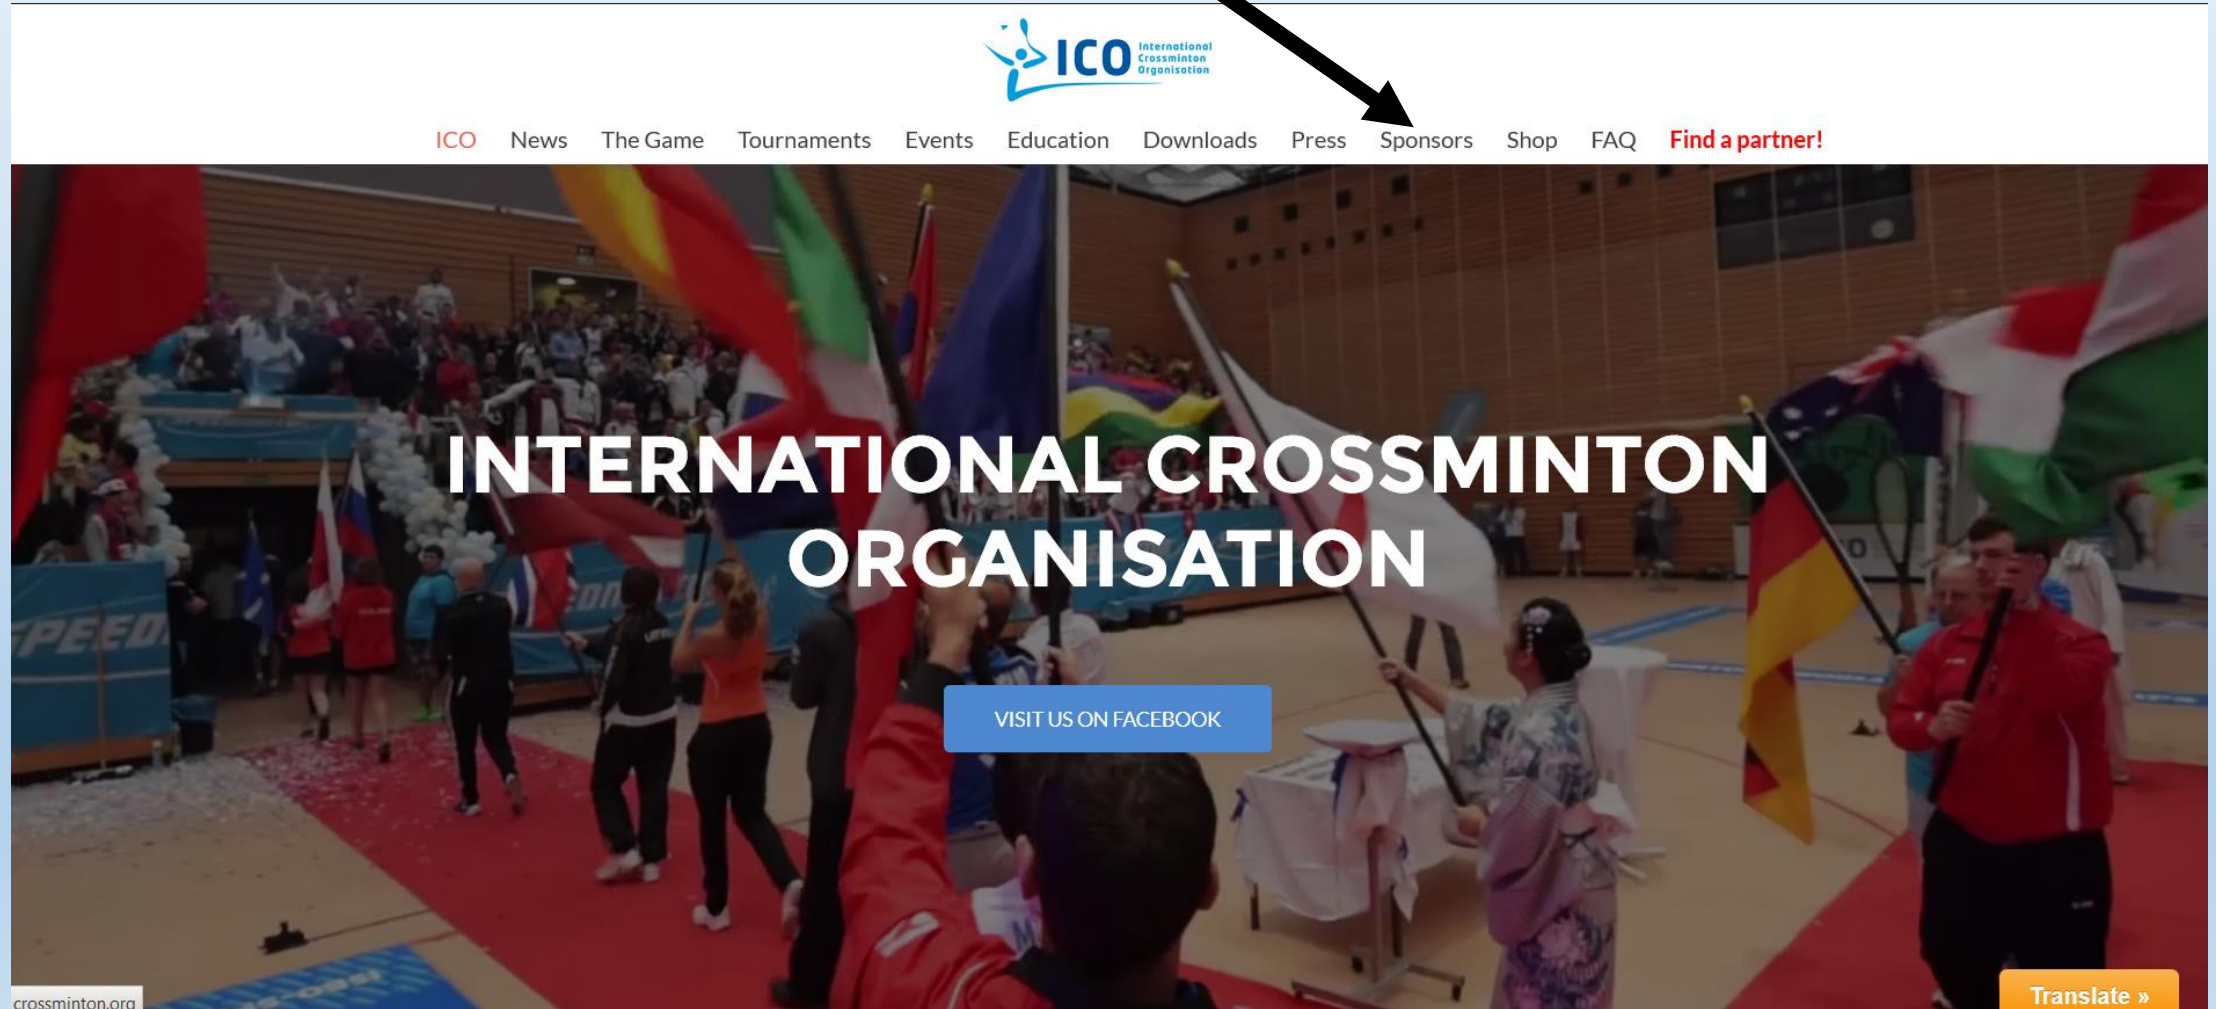 ICO International
Crossminton
Organisation
ICO News The Game Tournaments Events Education Downloads Press Sponsors Shop FAQ Find a partner!
INTERNATIONAL CROSSMINTON
ORGANISATION
VISIT US ON FACEBOOK
Translate »
crossminton.org